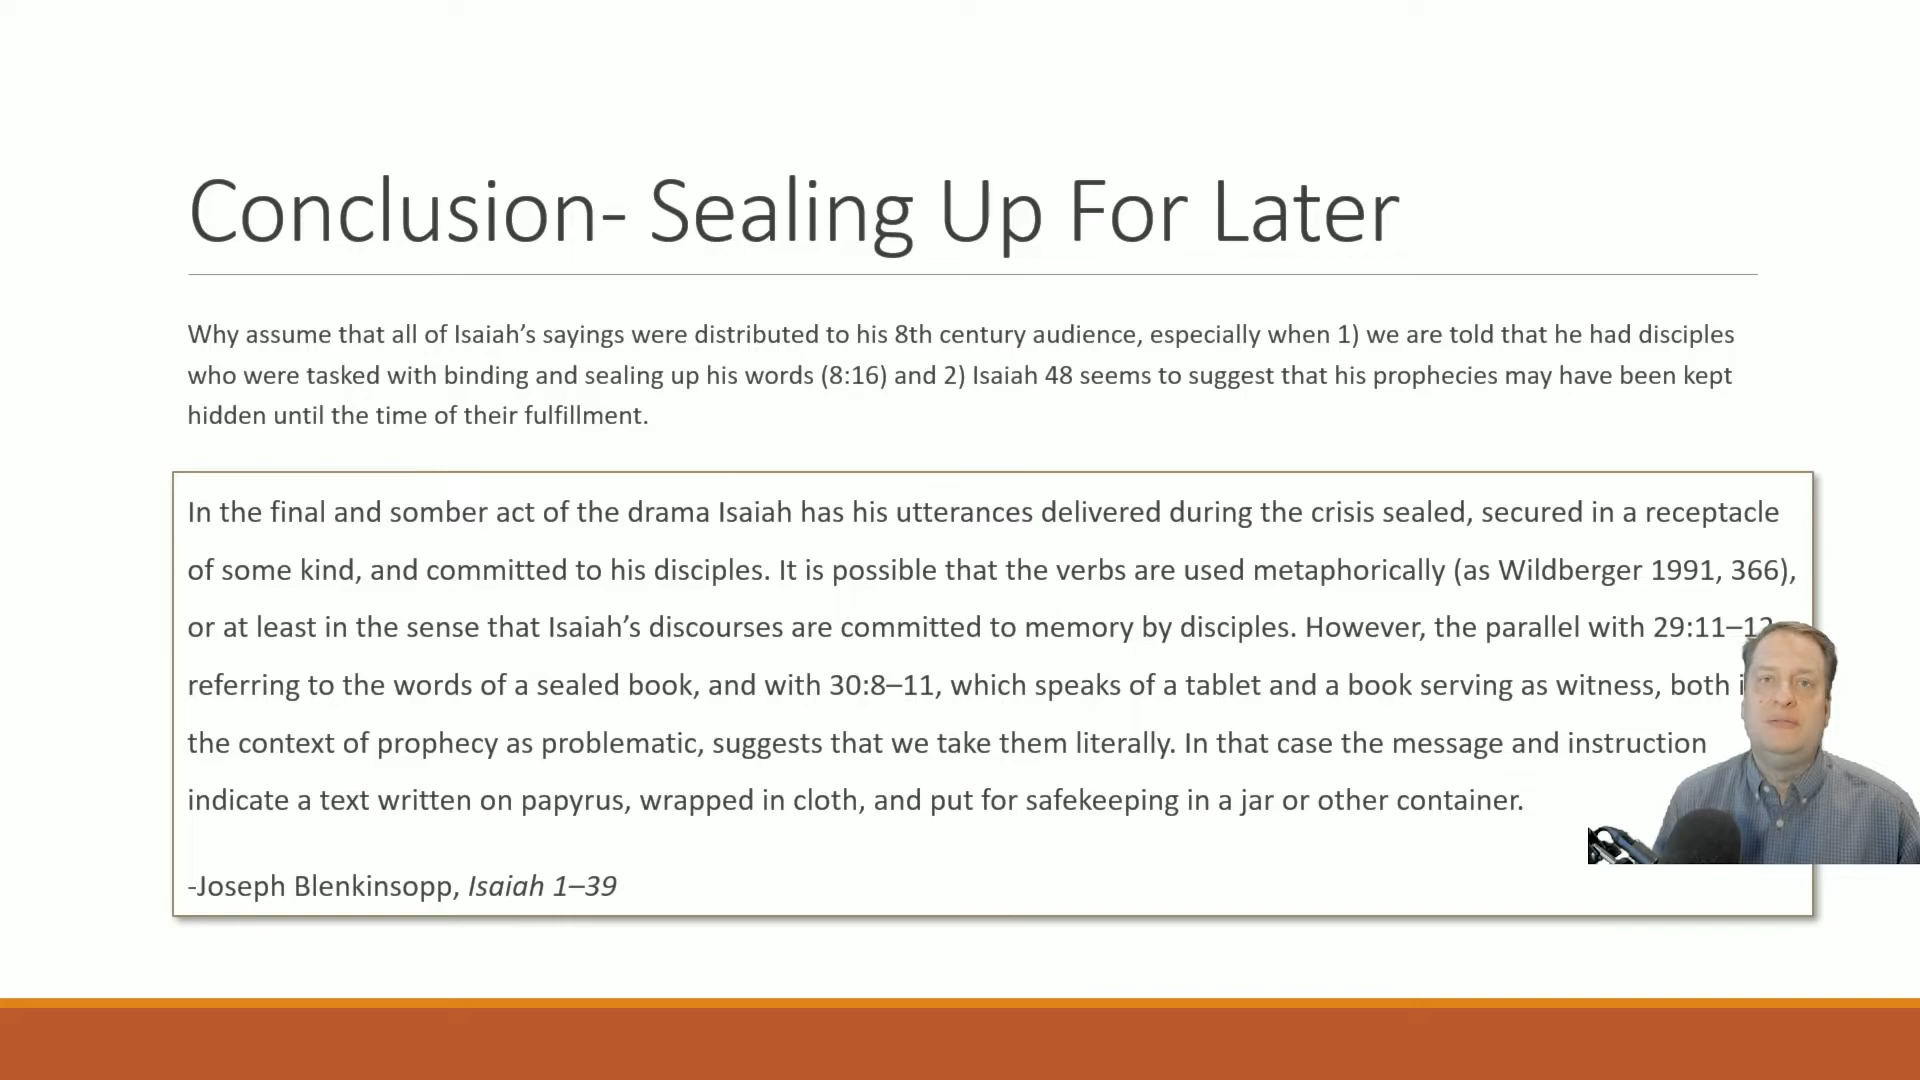 Conclusion- Sealing Up For Later
Why assume that all of Isaiah’s sayings were distributed to his 8th century audience, especially when 1) we are told that he had disciples
who were tasked with binding and sealing up his words (8:16) and 2) Isaiah 48 seems to suggest that his prophecies may have been kept
hidden until the time of their fulfillment.
In the final and somber act of the drama Isaiah has his utterances delivered during the crisis sealed, secured in a receptacle
of some kind, and committed to his disciples. It is possible that the verbs are used metaphorically (as Wildberger 1991, 366),
or at least in the sense that Isaiah’s discourses are committed to memory by disciples. However, the parallel with
referring to the words of a sealed book, and with 30:8–11, which speaks of a tablet and a book serving as witness, both
the context of prophecy as problematic, suggests that we take them literally. In that case the message and instruction
indicate a text written on papyrus, wrapped in cloth, and put for safekeeping in a jar or other container.
-Joseph Blenkinsopp, Isaiah 1–39